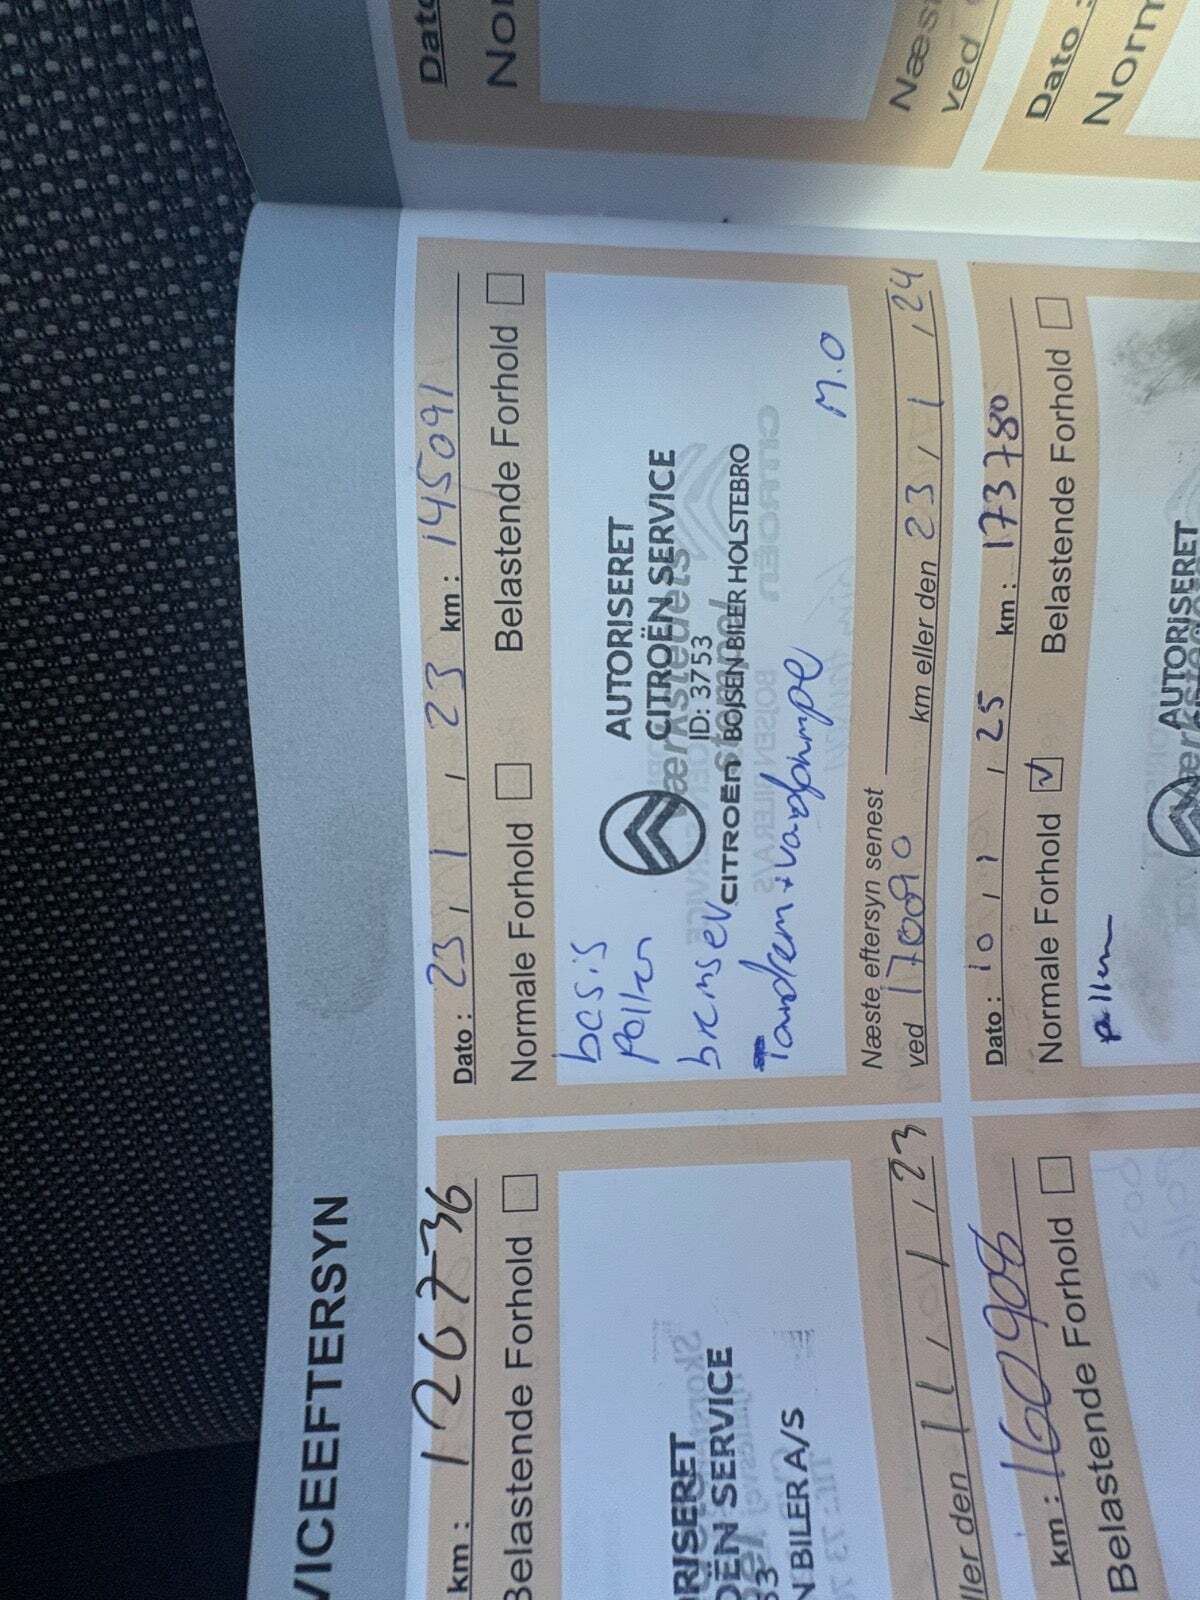 VICEEFTERSYN
km : 126736
Belastende Forhold
RISERET
OËN SERVICE
N BILER A/S
ller den 11 / 1 / 23
Dato : 23 / 1 / 23 km : 145091
Normale Forhold Belastende Forhold
basis
pollen
bremsev
Tandrem + vandpumpe
AUTORISERET
CITROËN SERVICE
ID: 3753
CITROËN BOJSEN BILER HOLSTEBRO
M.O
Næste eftersyn senest
ved 170090 km eller den 23 / 1 / 24
Dato
Nor
Næs
ved
Dato :
Norm
km : 160906
Belastende Forhold
Dato : 10 / 1 / 25 km : 173780
Normale Forhold ✓ Belastende Forhold
pollen
AUTORISERET